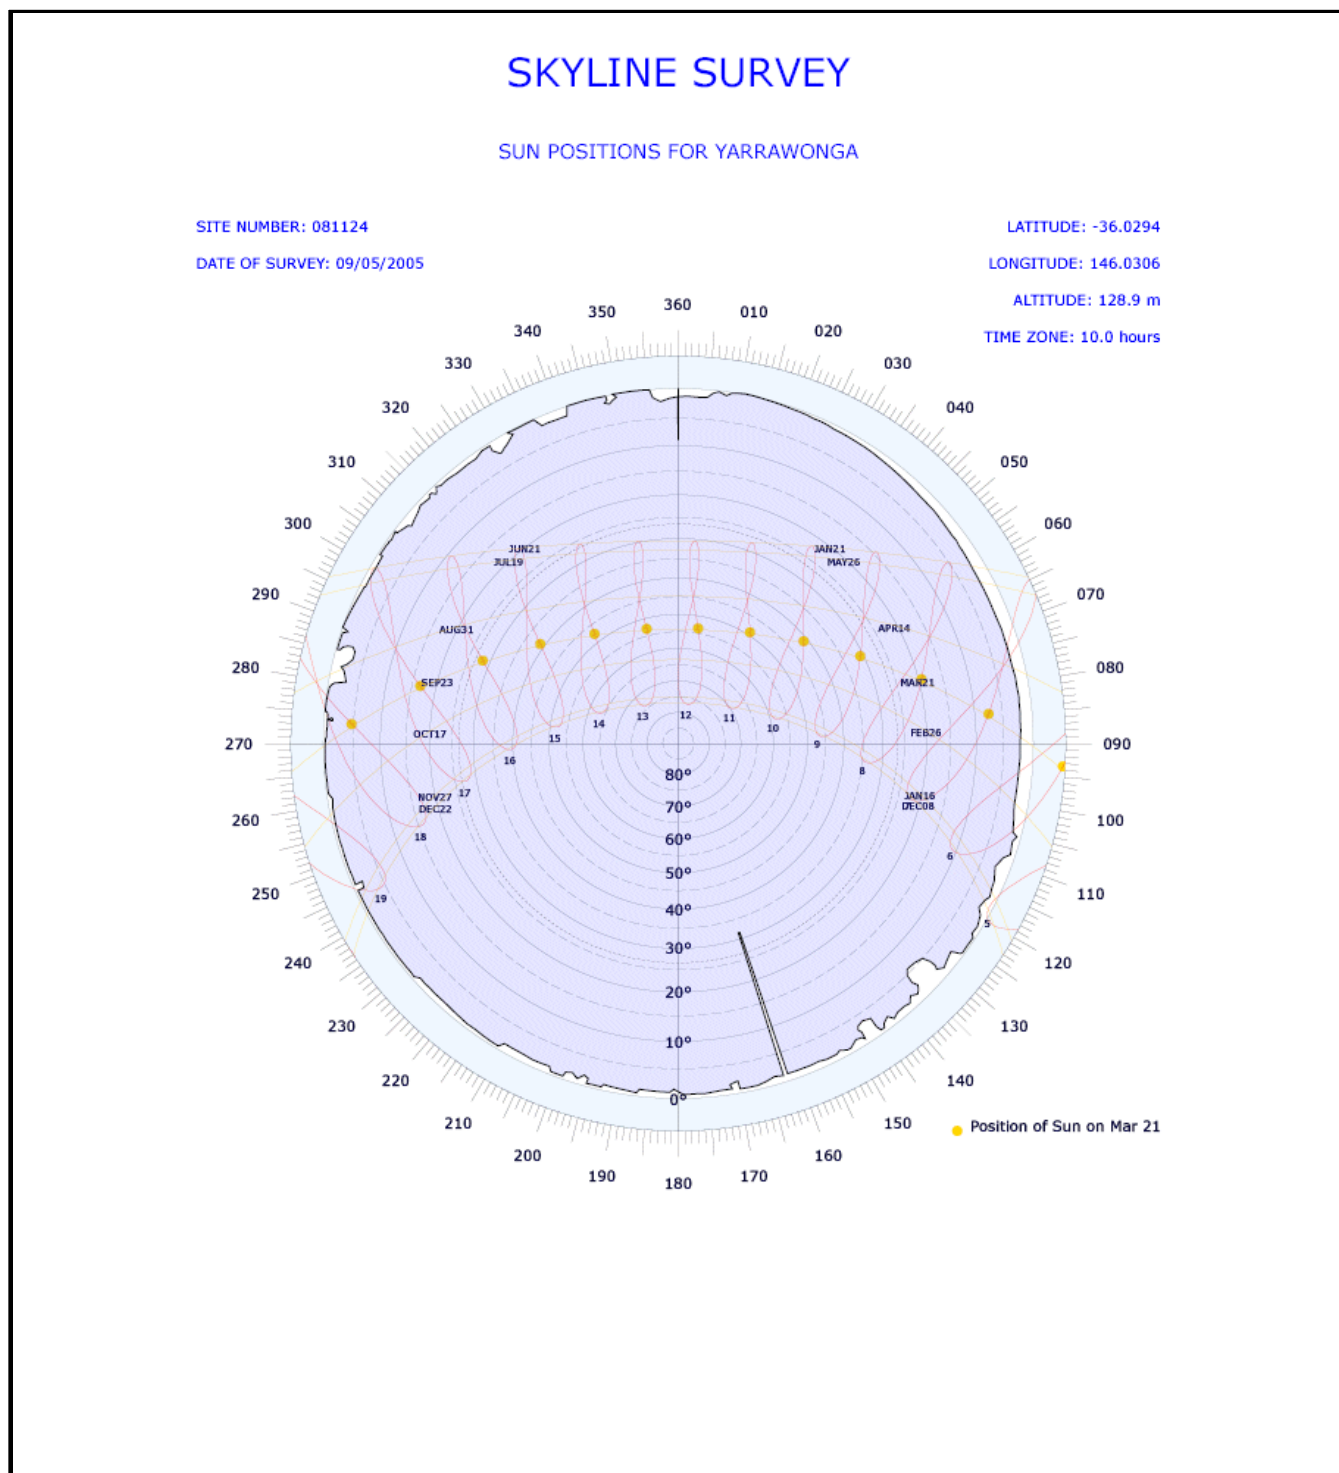 SKYLINE SURVEY
SUN POSITIONS FOR YARRAWONGA
SITE NUMBER: 081124
LATITUDE: -36.0294
DATE OF SURVEY: 09/05/2005
LONGITUDE: 146.0306
ALTITUDE: 128.9 m
TIME ZONE: 10.0 hours
360
350 010
340 020
330 030
320 040
310 050
300 060
290 070
280 080
270 090
260 100
250 110
240 120
230 130
220 140
210 150
200 160
190 170
180
JUN21 JAN21
JUL19 MAY26
AUG31 APR14
SEP23 MAR21
OCT17 FEB26
NOV27 JAN16
DEC22 DEC08
19 18 17 16 15 14 13 12 11 10 9 8 7 6 5
80°
70°
60°
50°
40°
30°
20°
10°
0°
Position of Sun on Mar 21